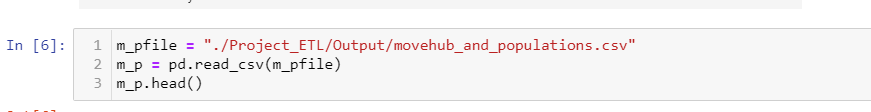 In [6]:
1 m_pfile = "./Project_ETL/Output/movehub_and_populations.csv"
2 m_p = pd.read_csv(m_pfile)
3 m_p.head()